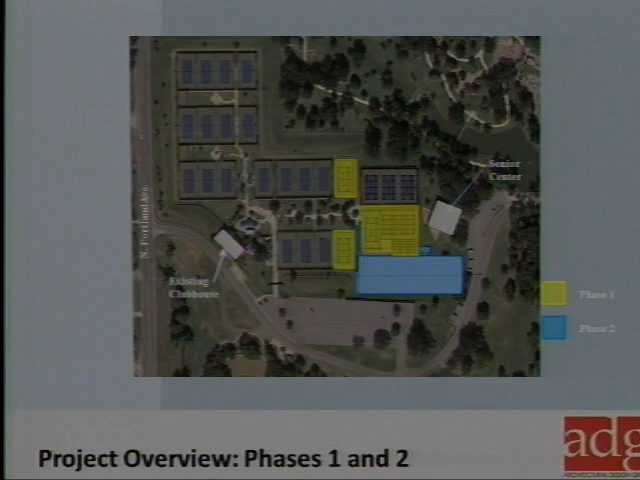 Senior
Center
N. Portland Ave.
Existing
Clubhouse
Phase 1
Phase 2
Project Overview: Phases 1 and 2
adg